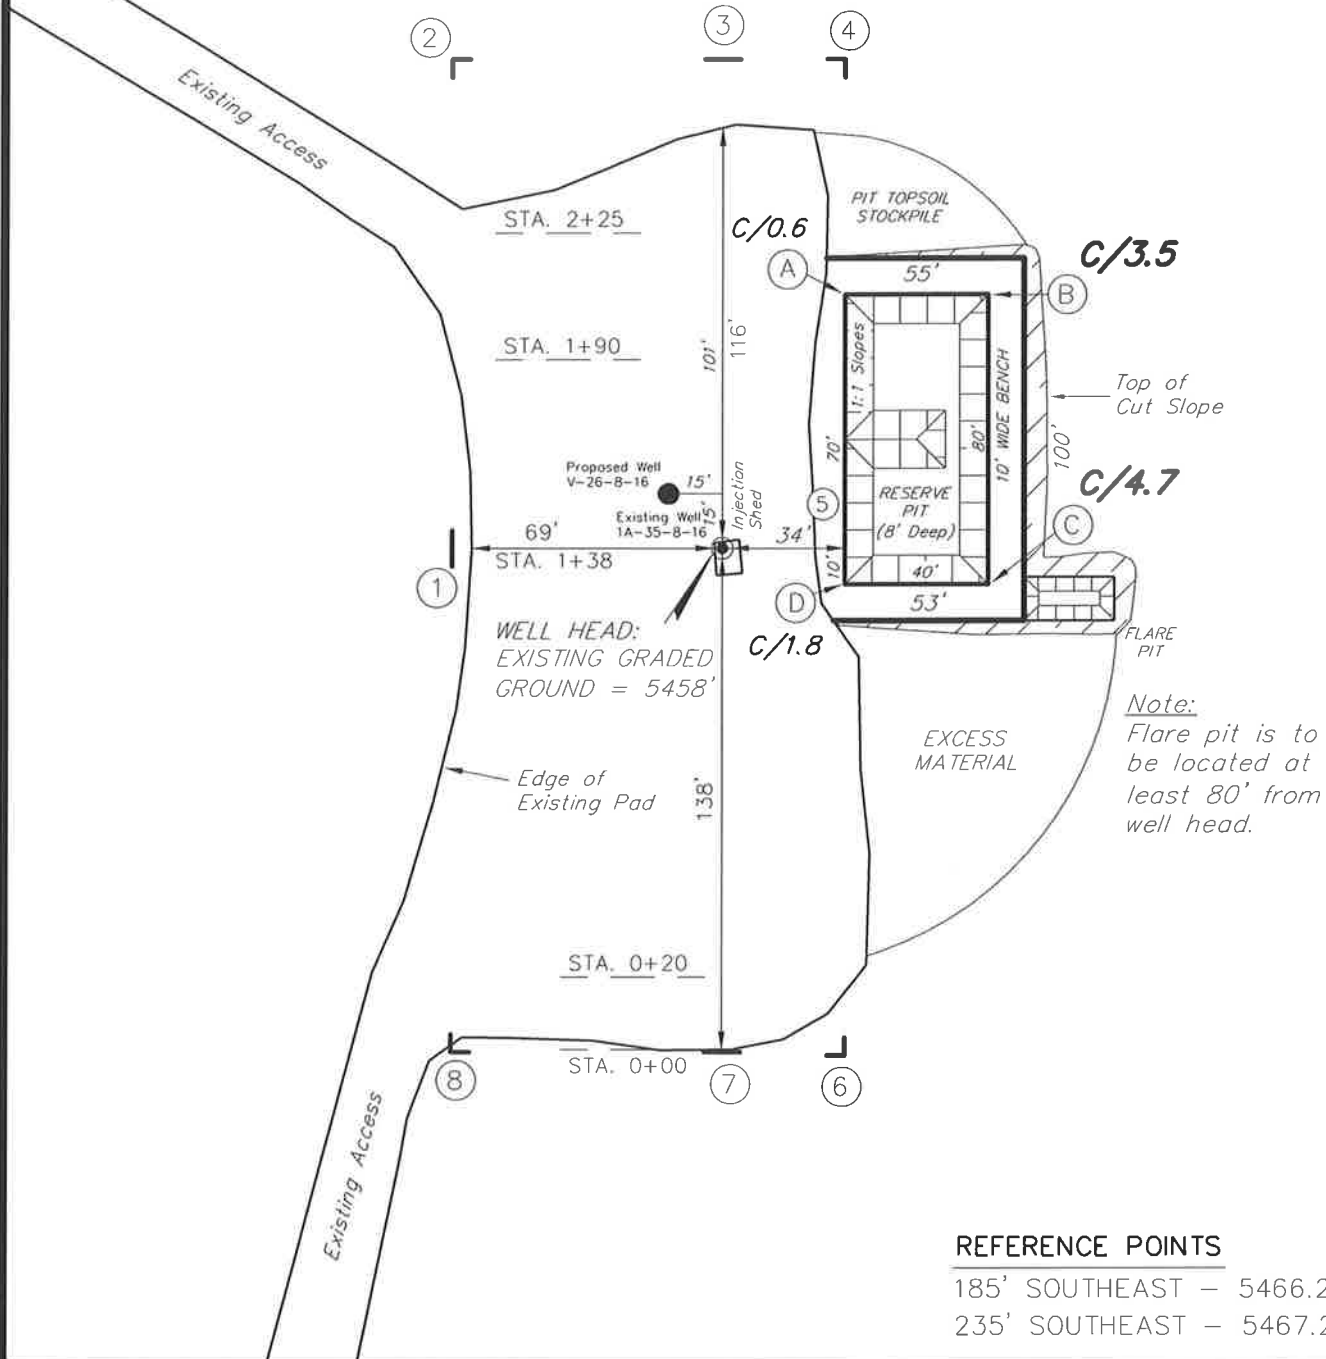 2
3
4
Existing Access
PIT TOPSOIL
STOCKPILE
STA. 2+25
C/0.6
C/3.5
A
55'
B
STA. 1+90
101'
116'
1:1 Slopes
10' WIDE BENCH
Top of
Cut Slope
100'
70'
80'
Proposed Well
V-26-8-16
15'
Injection
Shed
C/4.7
5
RESERVE
PIT
(8' Deep)
Existing Well
1A-35-8-16
15'
C
69'
34'
STA. 1+38
10'
40'
1
D
53'
WELL HEAD:
EXISTING GRADED
GROUND = 5458'
C/1.8
FLARE
PIT
Note:
Flare pit is to
be located at
least 80' from
well head.
EXCESS
MATERIAL
Edge of
Existing Pad
138'
STA. 0+20
STA. 0+00
8
7
6
Existing Access
REFERENCE POINTS
185' SOUTHEAST – 5466.2
235' SOUTHEAST – 5467.2